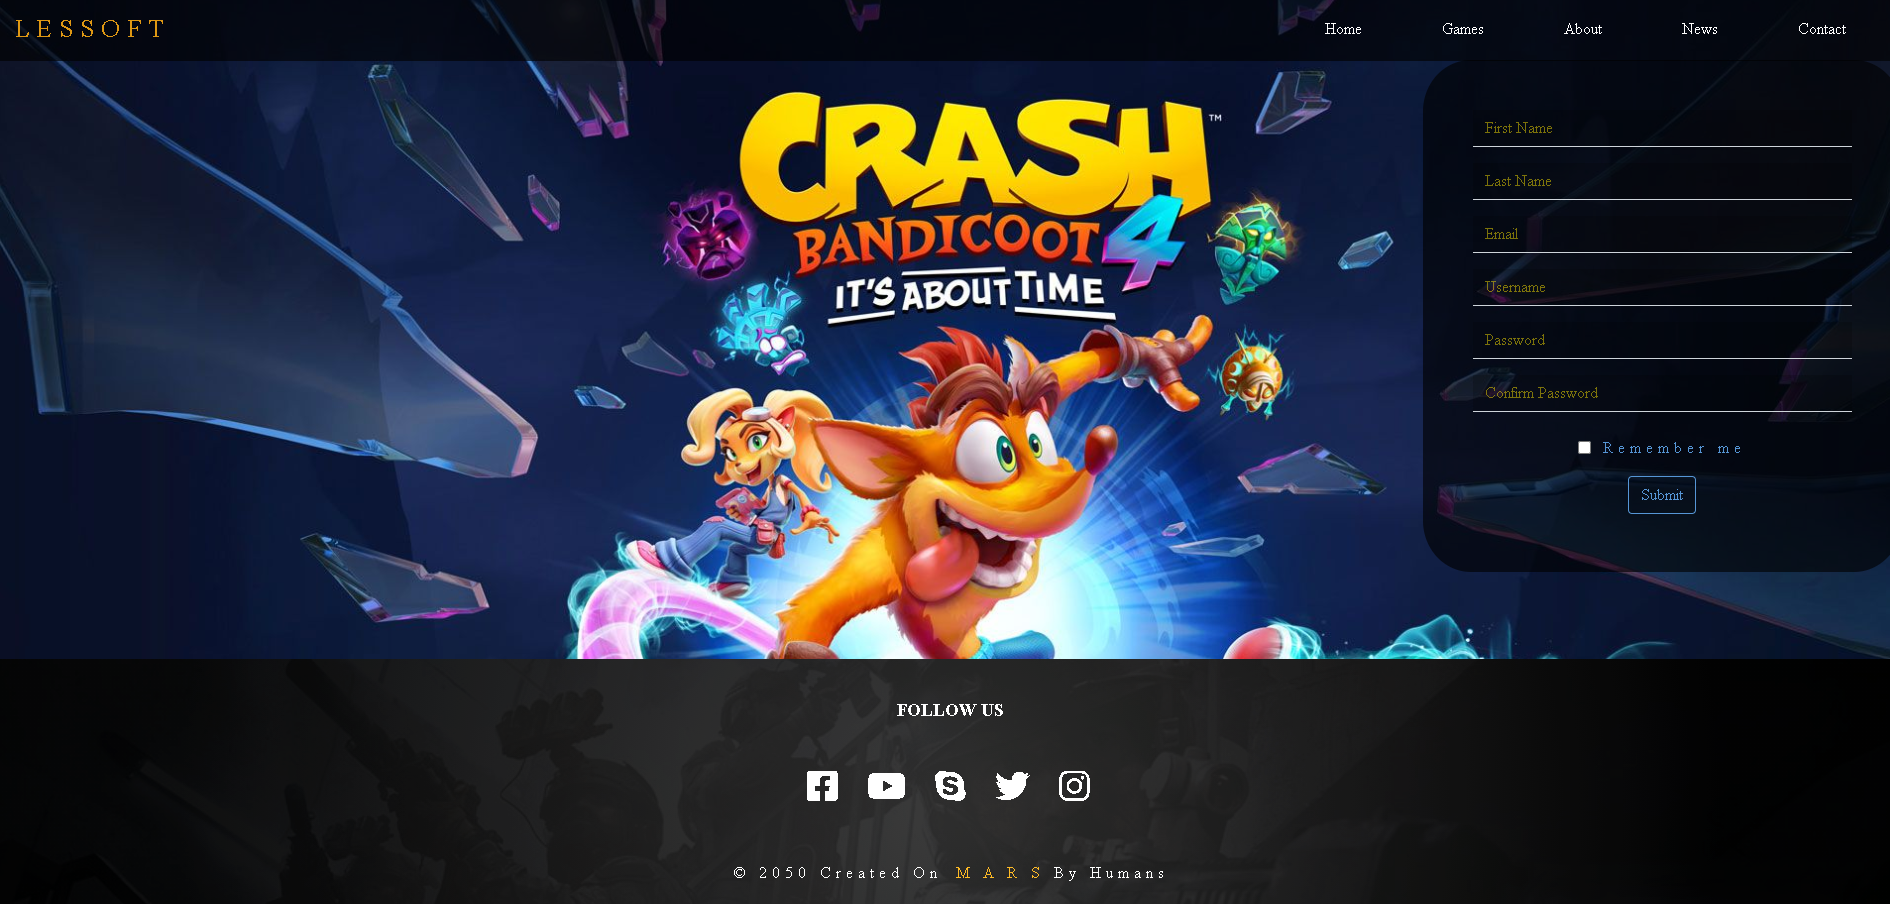 LESSOFT
Home Games About News Contact
CRASH™
BANDICOOT 4
IT'S ABOUT TIME
First Name
Last Name
Email
Username
Password
Confirm Password
Remember me
Submit
FOLLOW US
© 2050 Created On MARS By Humans